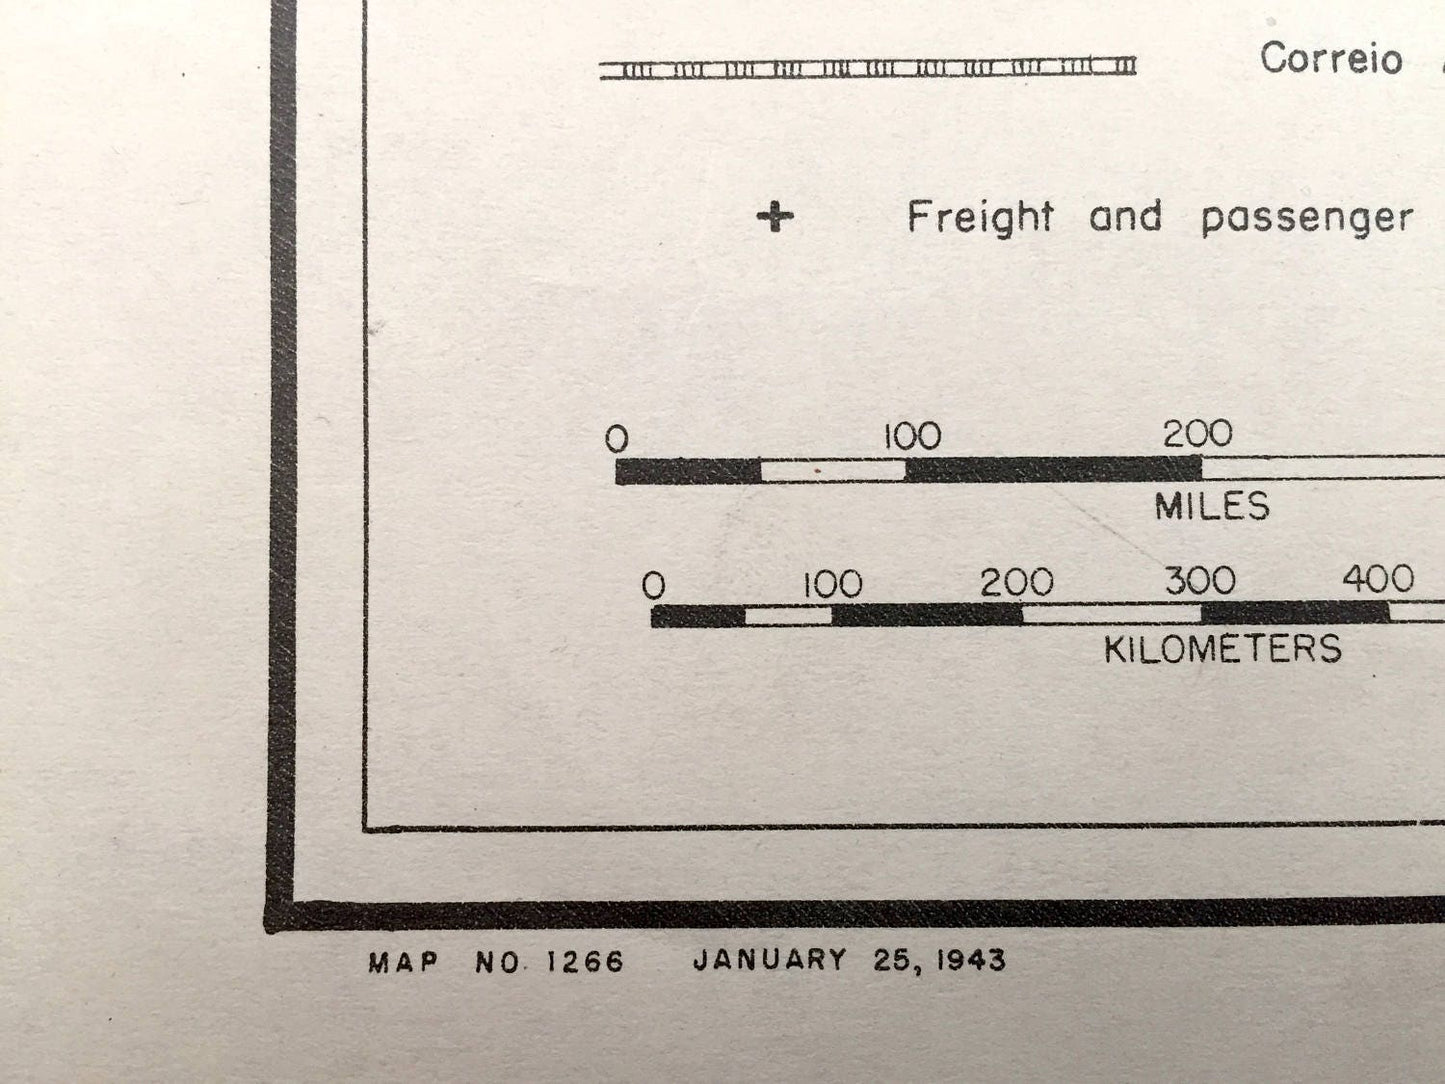 Correio
Freight and passenger
0 100 200
MILES
0 100 200 300 400
KILOMETERS
MAP NO. 1266 JANUARY 25, 1943